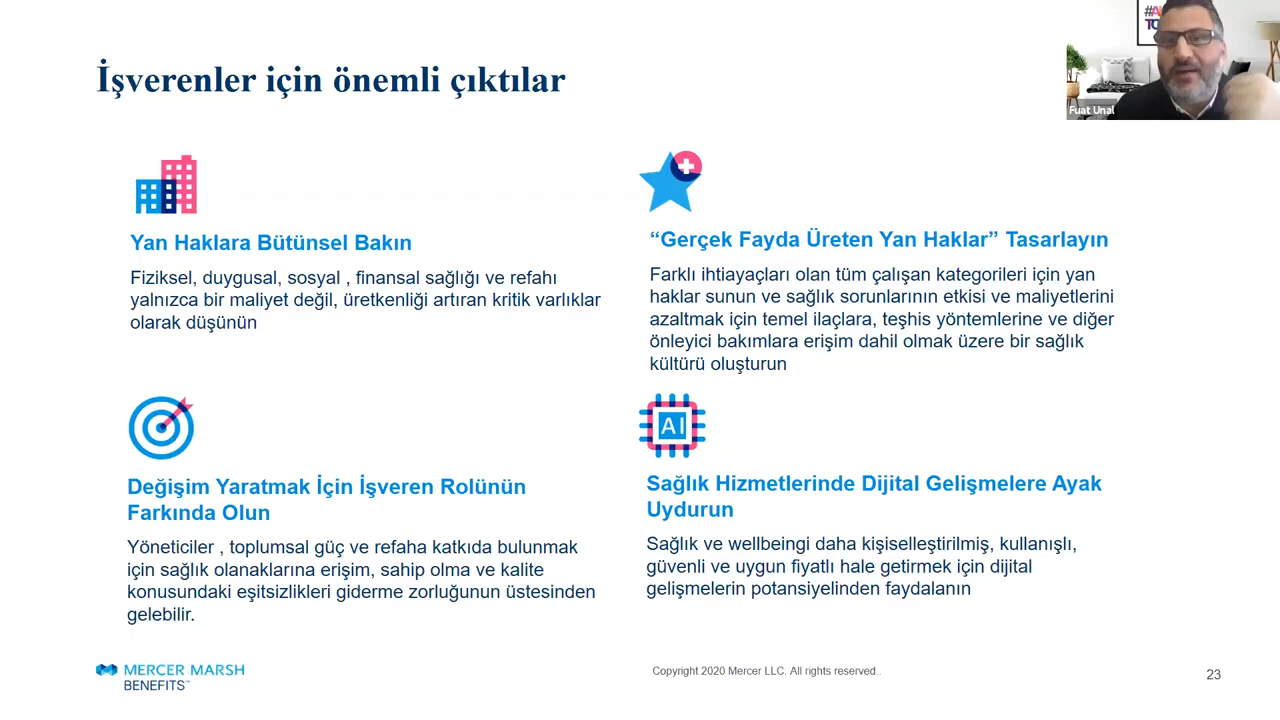 İşverenler için önemli çıktılar
Fuat Unal
Yan Haklara Bütünsel Bakın
Fiziksel, duygusal, sosyal , finansal sağlığı ve refahı
yalnızca bir maliyet değil, üretkenliği artıran kritik varlıklar
olarak düşünün
“Gerçek Fayda Üreten Yan Haklar” Tasarlayın
Farklı ihtiayaçları olan tüm çalışan kategorileri için yan
haklar sunun ve sağlık sorunlarının etkisi ve maliyetlerini
azaltmak için temel ilaçlara, teşhis yöntemlerine ve diğer
önleyici bakımlara erişim dahil olmak üzere bir sağlık
kültürü oluşturun
Değişim Yaratmak İçin İşveren Rolünün
Farkında Olun
Yöneticiler , toplumsal güç ve refaha katkıda bulunmak
için sağlık olanaklarına erişim, sahip olma ve kalite
konusundaki eşitsizlikleri giderme zorluğunun üstesinden
gelebilir.
AI
Sağlık Hizmetlerinde Dijital Gelişmelere Ayak
Uydurun
Sağlık ve wellbeingi daha kişiselleştirilmiş, kullanışlı,
güvenli ve uygun fiyatlı hale getirmek için dijital
gelişmelerin potansiyelinden faydalanın
MERCER MARSH
BENEFITS™
Copyright 2020 Mercer LLC. All rights reserved..
23